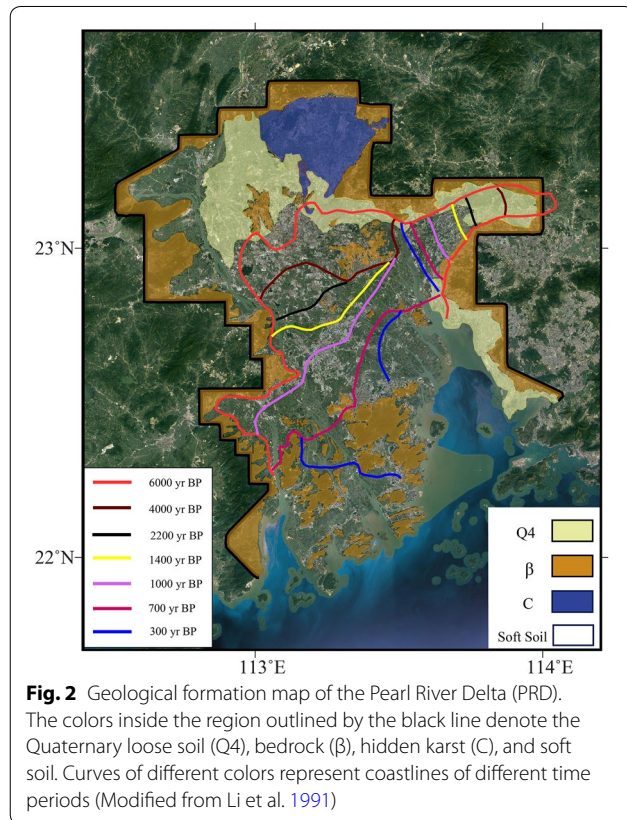 23°N
22°N
6000 yr BP
4000 yr BP
2200 yr BP
1400 yr BP
1000 yr BP
700 yr BP
300 yr BP
Q4
β
C
Soft Soil
113°E 114°E
Fig. 2 Geological formation map of the Pearl River Delta (PRD).
The colors inside the region outlined by the black line denote the
Quaternary loose soil (Q4), bedrock (β), hidden karst (C), and soft
soil. Curves of different colors represent coastlines of different time
periods (Modified from Li et al. 1991)